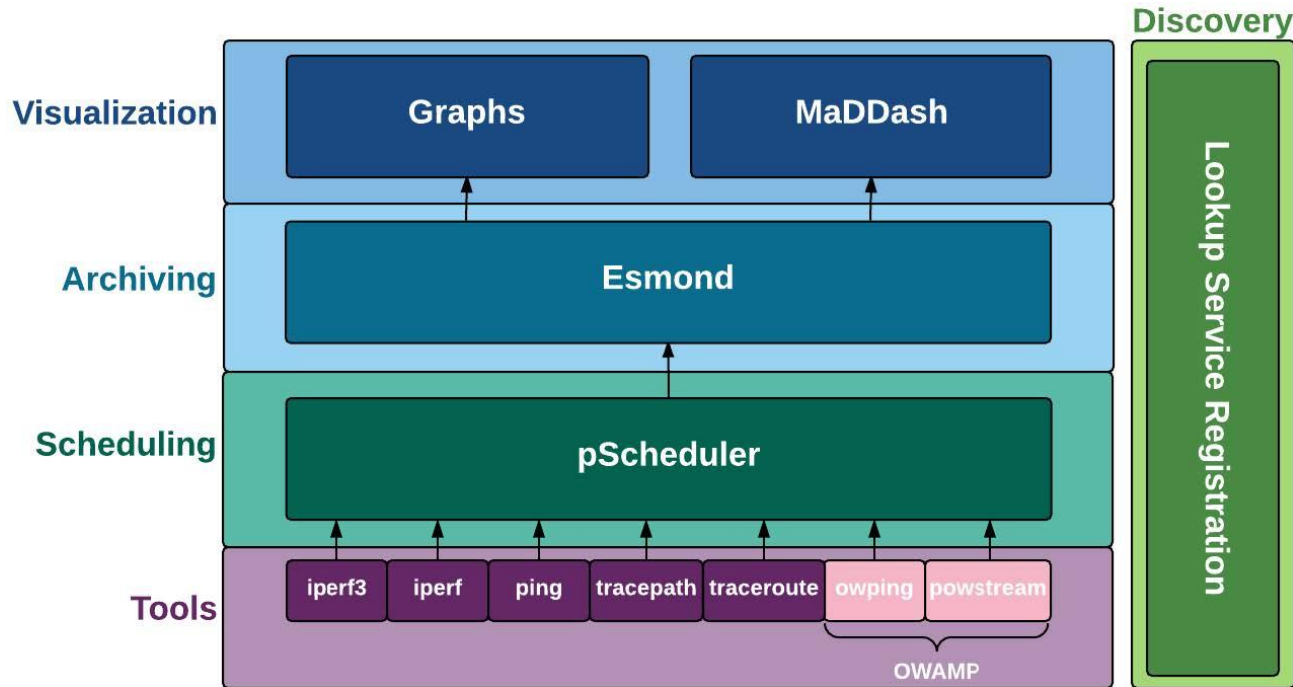 Discovery
Visualization
Graphs
MaDDash
Archiving
Esmond
Scheduling
pScheduler
Tools
iperf3
iperf
ping
tracepath
traceroute
owping
powstream
OWAMP
Lookup Service Registration